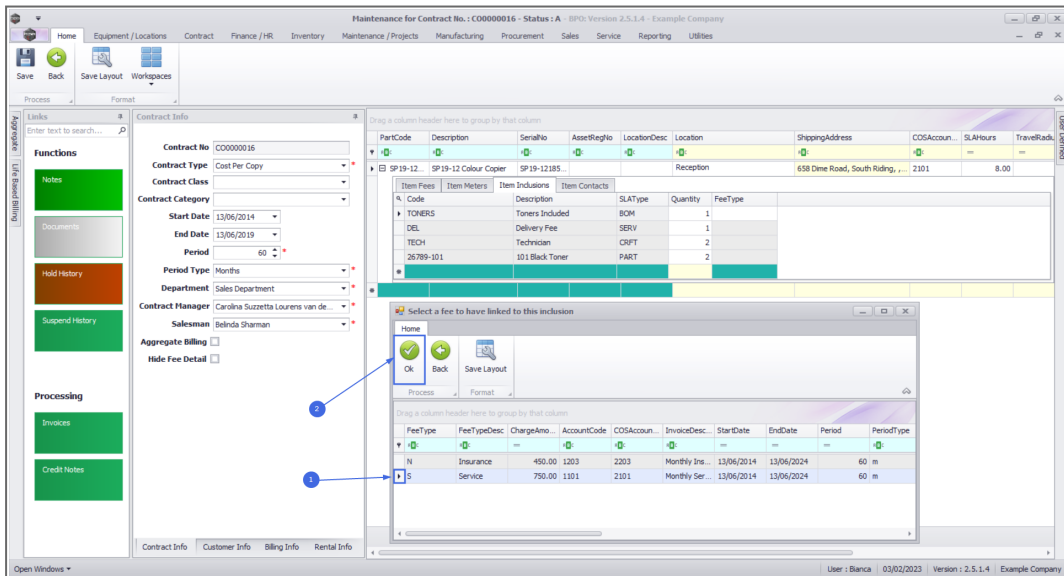 Maintenance for Contract No. : CO0000016 - Status : A - BPO: Version 2.5.1.4 - Example Company
Home Equipment / Locations Contract Finance / HR Inventory Maintenance / Projects Manufacturing Procurement Sales Service Reporting Utilities
Save Back Save Layout Workspaces
Process Format
Aggregate
Life Based Billing
Links
Enter text to search...
Functions
Notes
Documents
Hold History
Suspend History
Processing
Invoices
Credit Notes
Contract Info
Contract No CO0000016
Contract Type Cost Per Copy *
Contract Class
Contract Category
Start Date 13/06/2014
End Date 13/06/2019
Period 60 *
Period Type Months *
Department Sales Department *
Contract Manager Carolina Suzzetta Lourens van de... *
Salesman Belinda Sharman *
Aggregate Billing
Hide Fee Detail
Contract Info Customer Info Billing Info Rental Info
Drag a column header here to group by that column
PartCode Description SerialNo AssetRegNo LocationDesc Location ShippingAddress COSAccoun... SLAHours TravelRadiu
SP19-12... SP19-12 Colour Copier SP19-12185... Reception 658 Dime Road, South Riding, ,... 2101 8.00
User Defined
Item Fees Item Meters Item Inclusions Item Contacts
Code Description SLAType Quantity FeeType
TONERS Toners Included BOM 1
DEL Delivery Fee SERV 1
TECH Technician CRFT 2
26789-101 101 Black Toner PART 2
Select a fee to have linked to this inclusion
Home
Ok Back Save Layout
Process Format
Drag a column header here to group by that column
FeeType FeeTypeDesc ChargeAmo... AccountCode COSAccoun... InvoiceDesc... StartDate EndDate Period PeriodType
N Insurance 450.00 1203 2203 Monthly Ins... 13/06/2014 13/06/2024 60 m
S Service 750.00 1101 2101 Monthly Ser... 13/06/2014 13/06/2024 60 m
2
1
Open Windows User : Bianca 03/02/2023 Version : 2.5.1.4 Example Company